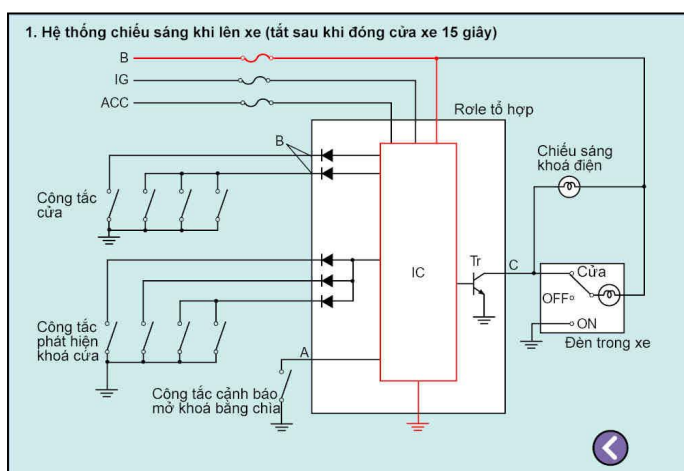 1. Hệ thống chiếu sáng khi lên xe (tắt sau khi đóng cửa xe 15 giây)
B
IG
ACC
Rơle tổ hợp
B
Chiếu sáng
khoá điện
Công tắc
cửa
IC
Tr
C
Cửa
OFF
ON
Đèn trong xe
Công tắc
phát hiện
khoá cửa
A
Công tắc cảnh báo
mở khoá bằng chìa